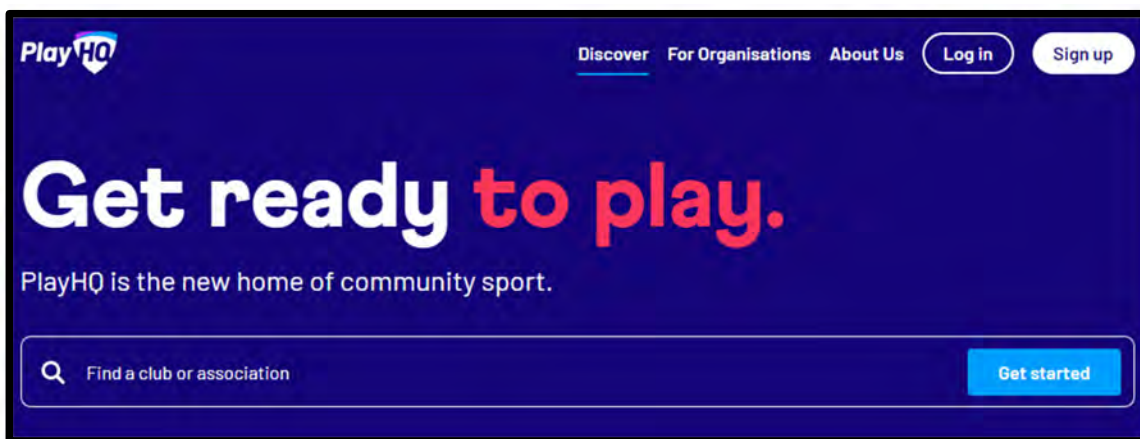 PlayHQ
Discover For Organisations About Us Log in Sign up
Get ready to play.
PlayHQ is the new home of community sport.
Find a club or association
Get started